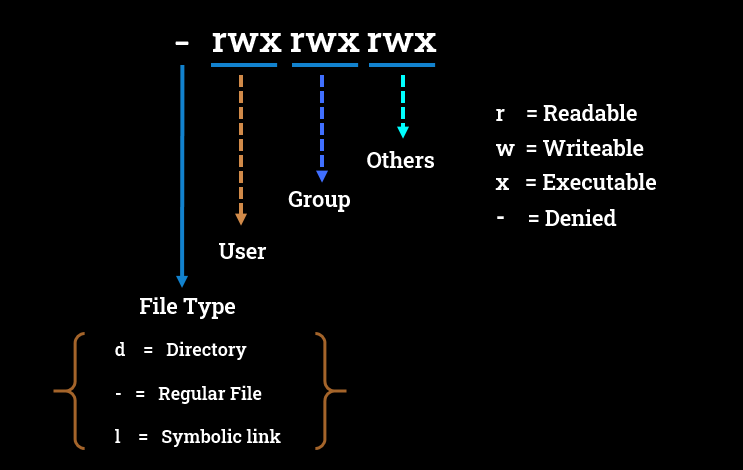 - rwx rwx rwx
r = Readable
w = Writeable
x = Executable
- = Denied
Others
Group
User
File Type
d = Directory
- = Regular File
l = Symbolic link